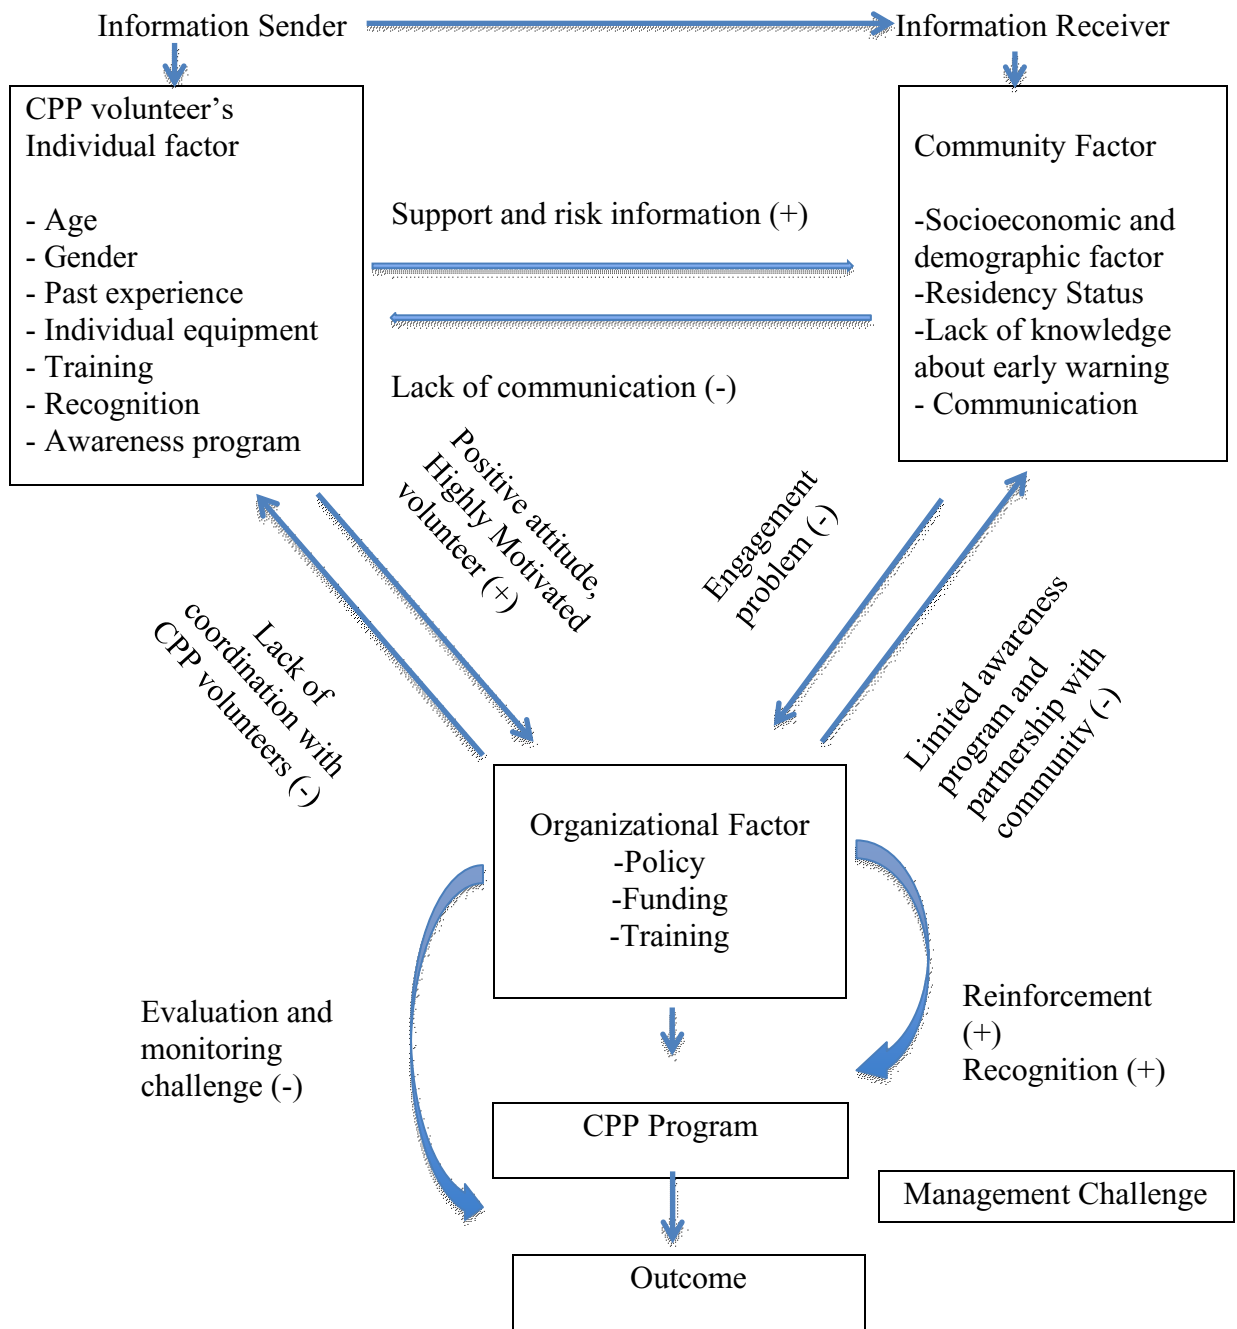 Information Sender
Information Receiver
CPP volunteer’s
Individual factor
- Age
- Gender
- Past experience
- Individual equipment
- Training
- Recognition
- Awareness program
Support and risk information (+)
Lack of communication (-)
Community Factor
-Socioeconomic and
demographic factor
-Residency Status
-Lack of knowledge
about early warning
- Communication
Positive attitude,
Highly Motivated
volunteer (+)
Lack of
coordination with
CPP volunteers (-)
Engagement
problem (-)
Limited awareness
program and
partnership with
community (-)
Organizational Factor
-Policy
-Funding
-Training
Evaluation and
monitoring
challenge (-)
Reinforcement
(+)
Recognition (+)
CPP Program
Management Challenge
Outcome